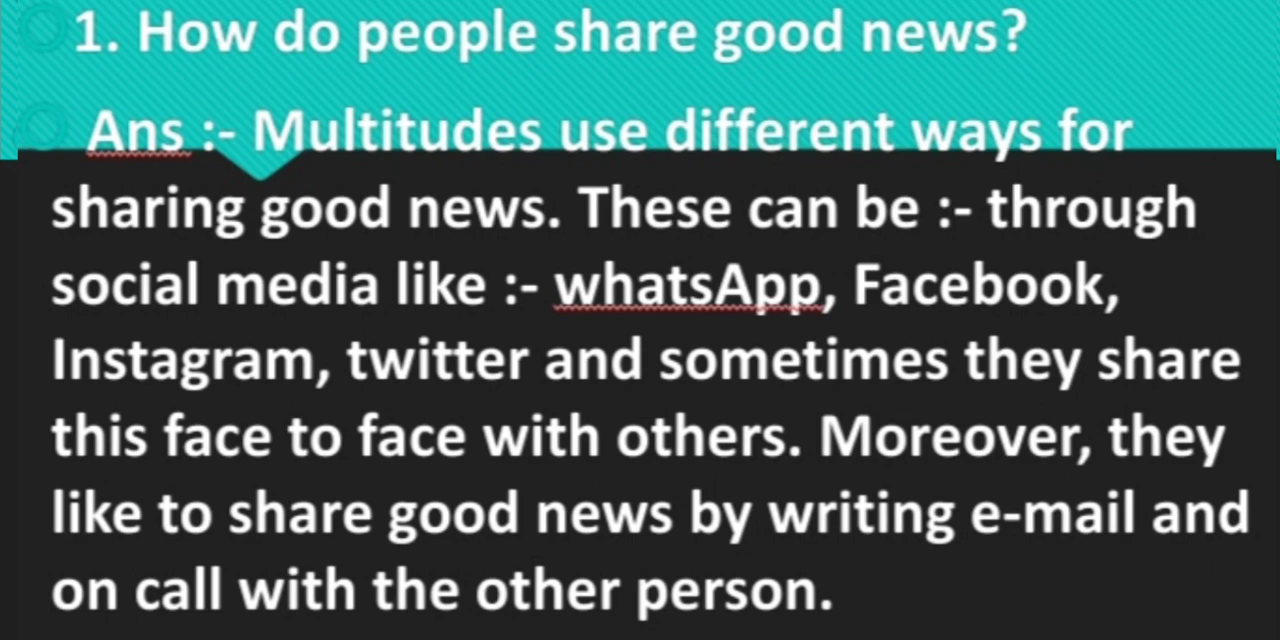 1. How do people share good news?
Ans :- Multitudes use different ways for
sharing good news. These can be :- through
social media like :- whatsApp, Facebook,
Instagram, twitter and sometimes they share
this face to face with others. Moreover, they
like to share good news by writing e-mail and
on call with the other person.